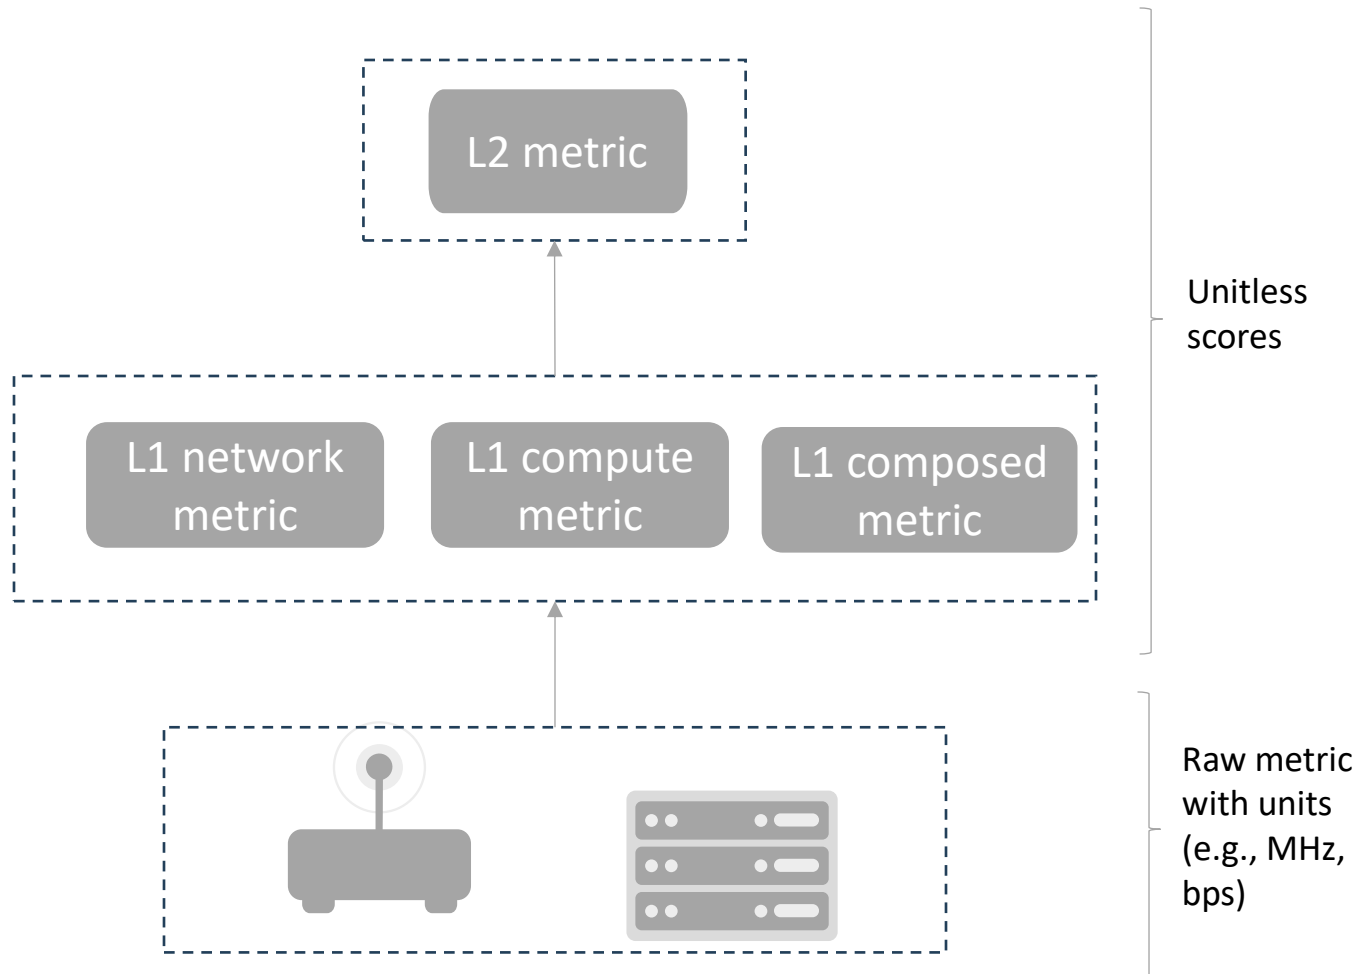 L2 metric
Unitless
scores
L1 network
metric
L1 compute
metric
L1 composed
metric
Raw metric
with units
(e.g., MHz,
bps)